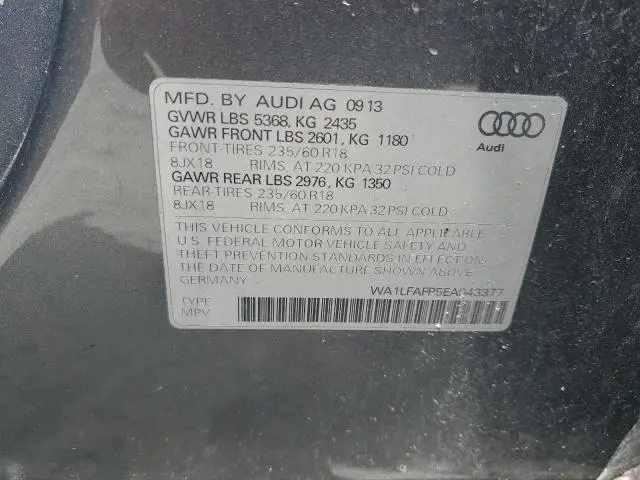 MFD. BY AUDI AG 09 13
GVWR LBS 5368, KG 2435
GAWR FRONT LBS 2601, KG 1180
FRONT-TIRES 235/60 R18
8JX18 RIMS, AT 220 KPA 32 PSI COLD
GAWR REAR LBS 2976, KG 1350
REAR-TIRES 235/60 R18
8JX18 RIMS, AT 220 KPA 32 PSI COLD
Audi
THIS VEHICLE CONFORMS TO ALL APPLICABLE
U.S. FEDERAL MOTOR VEHICLE SAFETY AND
THEFT PREVENTION STANDARDS IN EFFECT ON
THE DATE OF MANUFACTURE SHOWN ABOVE.
GERMANY
WA1LFAFP5EA043377
TYPE
MPV